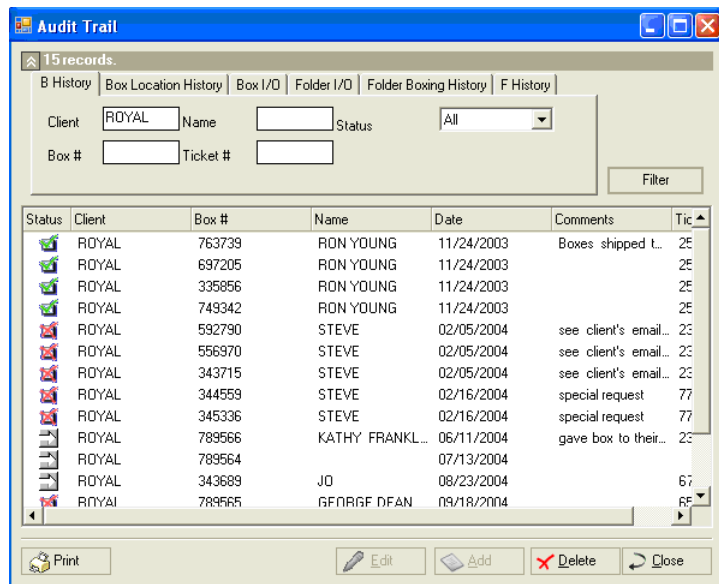 Audit Trail
15 records.
B History Box Location History Box I/O Folder I/O Folder Boxing History F History
Client ROYAL Name Status All
Box # Ticket #
Filter
Status Client Box # Name Date Comments Tic
ROYAL 763739 RON YOUNG 11/24/2003 Boxes shipped t... 25
ROYAL 697205 RON YOUNG 11/24/2003 25
ROYAL 335856 RON YOUNG 11/24/2003 25
ROYAL 749342 RON YOUNG 11/24/2003 25
ROYAL 592790 STEVE 02/05/2004 see client's email... 23
ROYAL 556970 STEVE 02/05/2004 see client's email... 23
ROYAL 343715 STEVE 02/05/2004 see client's email... 23
ROYAL 344559 STEVE 02/16/2004 special request 77
ROYAL 345336 STEVE 02/16/2004 special request 77
ROYAL 789566 KATHY FRANKL... 06/11/2004 gave box to their... 23
ROYAL 789564 07/13/2004
ROYAL 343689 JO 08/23/2004 67
ROYAL 789565 GEORGE DEAN 09/18/2004 65
Print Edit Add Delete Close